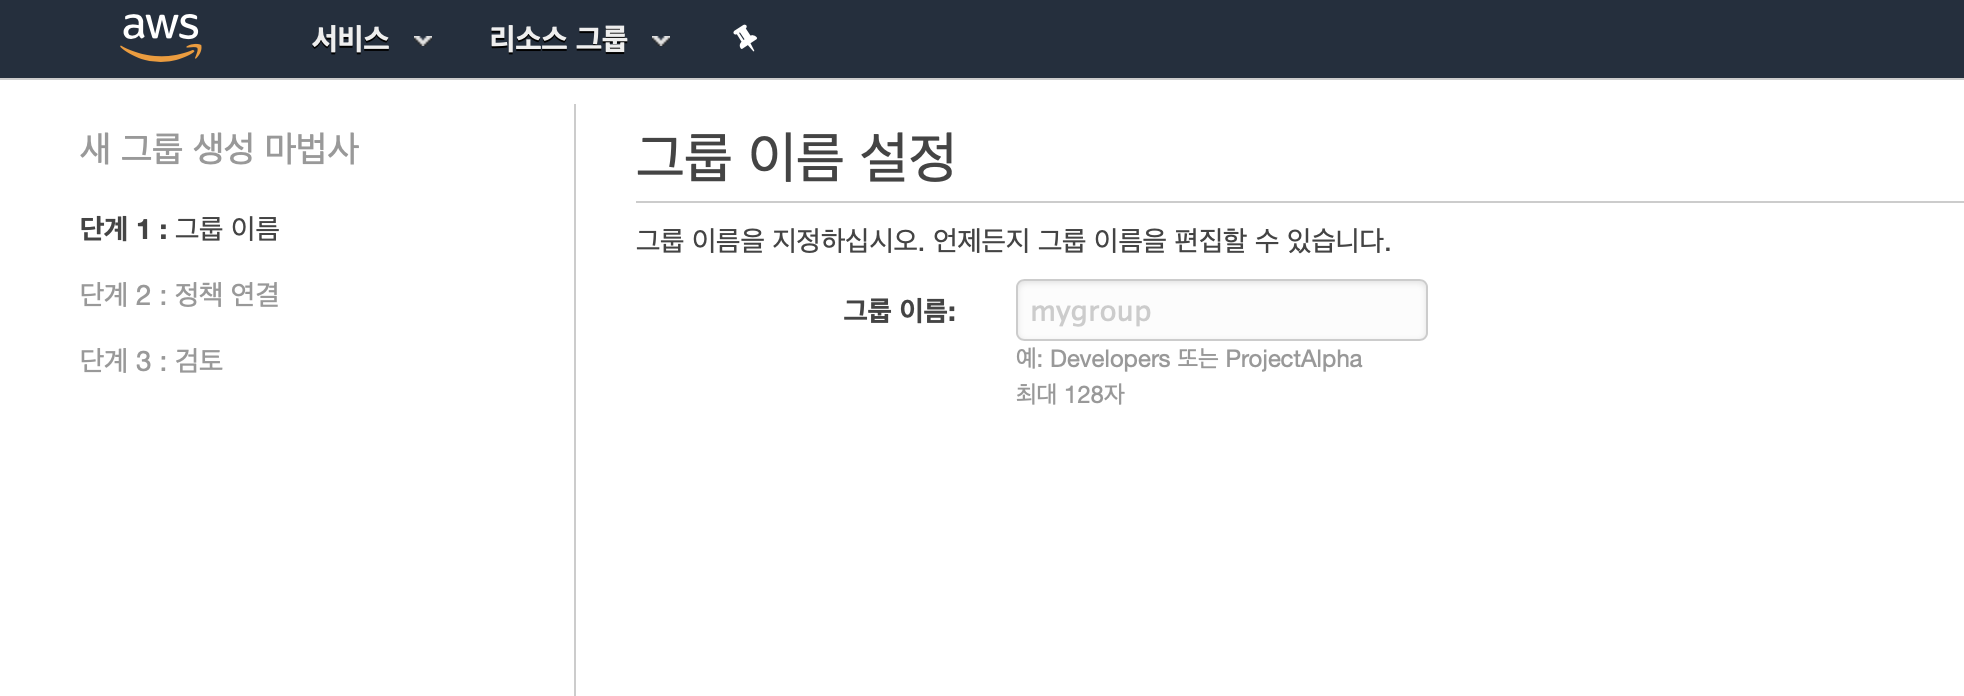 aws 서비스 리소스 그룹
새 그룹 생성 마법사
단계 1 : 그룹 이름
단계 2 : 정책 연결
단계 3 : 검토
그룹 이름 설정
그룹 이름을 지정하십시오. 언제든지 그룹 이름을 편집할 수 있습니다.
그룹 이름: mygroup
예: Developers 또는 ProjectAlpha
최대 128자